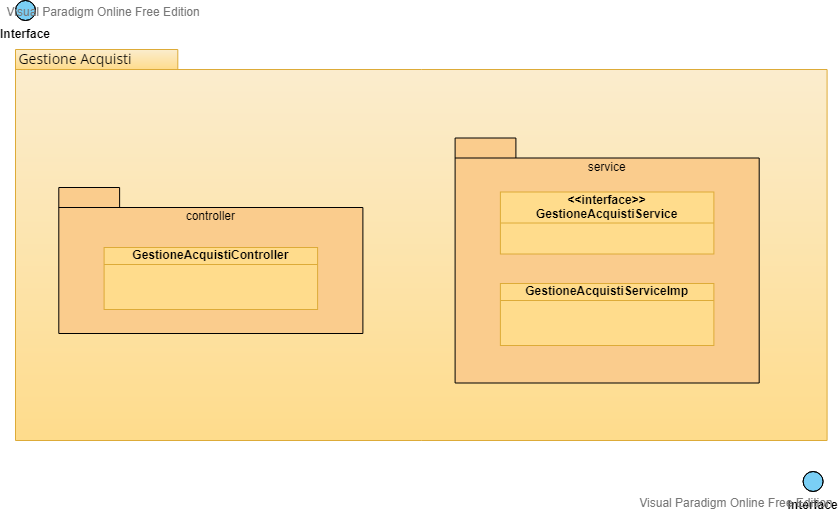 Visual Paradigm Online Free Edition
Interface
Gestione Acquisti
service
<<interface>>
GestioneAcquistiService
controller
GestioneAcquistiController
GestioneAcquistiServiceImp
Visual Paradigm Online Free Edition
Interface